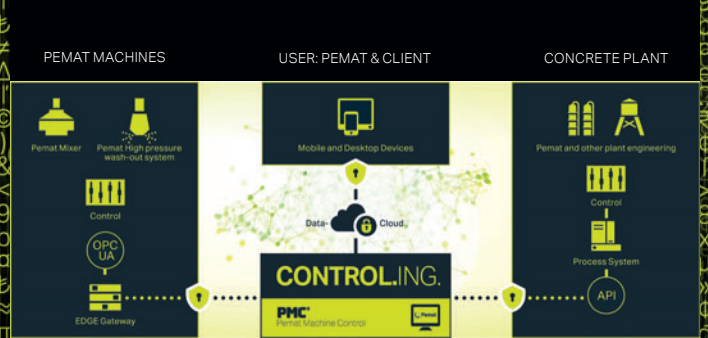 PEMAT MACHINES
USER: PEMAT & CLIENT
CONCRETE PLANT
Pemat Mixer
Pemat High pressure
wash-out system
Control
OPC
UA
EDGE Gateway
Mobile and Desktop Devices
Data-
Cloud
CONTROL.ING.
PMC®
Pemat Machine Control
Pemat
Pemat and other plant engineering
Control
Process System
API